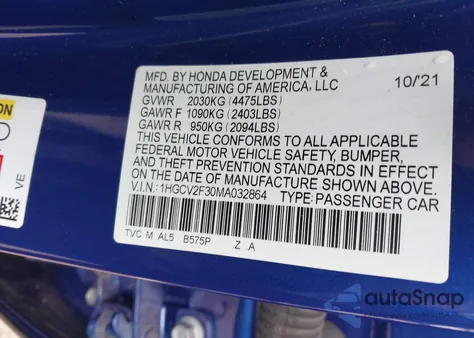 MFD. BY HONDA DEVELOPMENT &
MANUFACTURING OF AMERICA, LLC 10/'21
GVWR 2030KG (4475LBS)
GAWR F 1090KG (2403LBS)
GAWR R 950KG (2094LBS)
THIS VEHICLE CONFORMS TO ALL APPLICABLE
FEDERAL MOTOR VEHICLE SAFETY, BUMPER,
AND THEFT PREVENTION STANDARDS IN EFFECT
ON THE DATE OF MANUFACTURE SHOWN ABOVE.
V.I.N.: 1HGCV2F30MA032864 TYPE: PASSENGER CAR
TVC M AL5 B575P Z .A
ON
VE
autoSnap